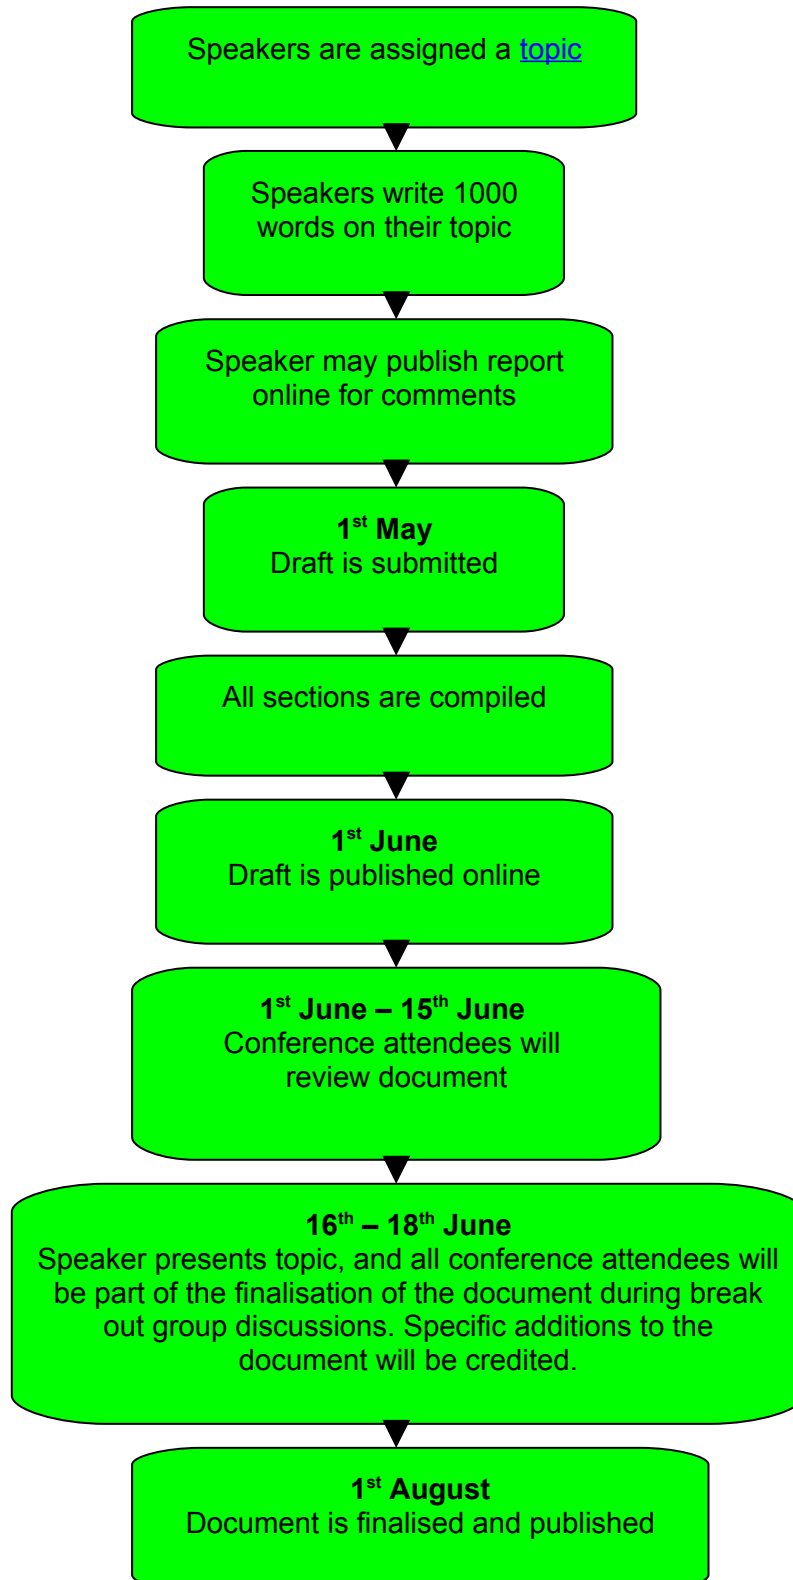 Speakers are assigned a topic
Speakers write 1000
words on their topic
Speaker may publish report
online for comments
1st May
Draft is submitted
All sections are compiled
1st June
Draft is published online
1st June – 15th June
Conference attendees will
review document
16th – 18th June
Speaker presents topic, and all conference attendees will
be part of the finalisation of the document during break
out group discussions. Specific additions to the
document will be credited.
1st August
Document is finalised and published